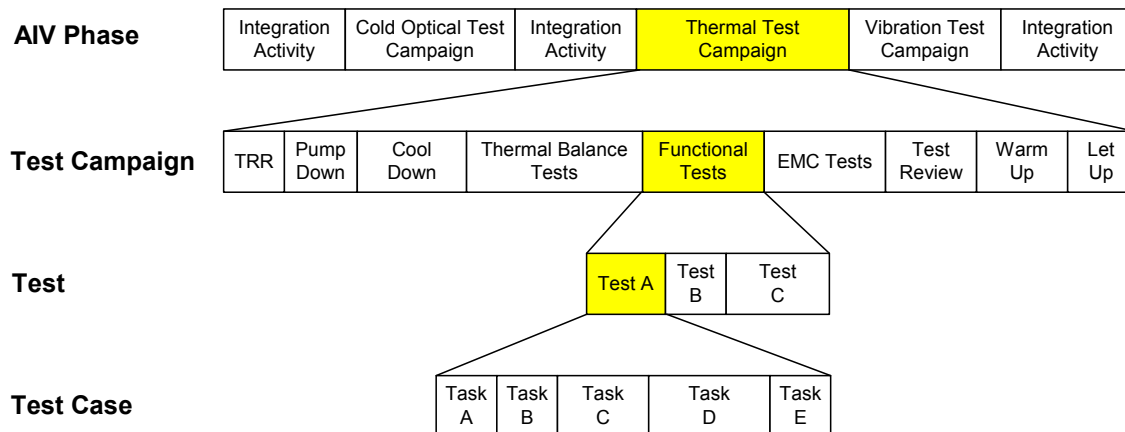 AIV Phase
Integration
Activity
Cold Optical Test
Campaign
Integration
Activity
Thermal Test
Campaign
Vibration Test
Campaign
Integration
Activity
Test Campaign
TRR
Pump
Down
Cool
Down
Thermal Balance
Tests
Functional
Tests
EMC Tests
Test
Review
Warm
Up
Let
Up
Test
Test A
Test
B
Test
C
Test Case
Task
A
Task
B
Task
C
Task
D
Task
E